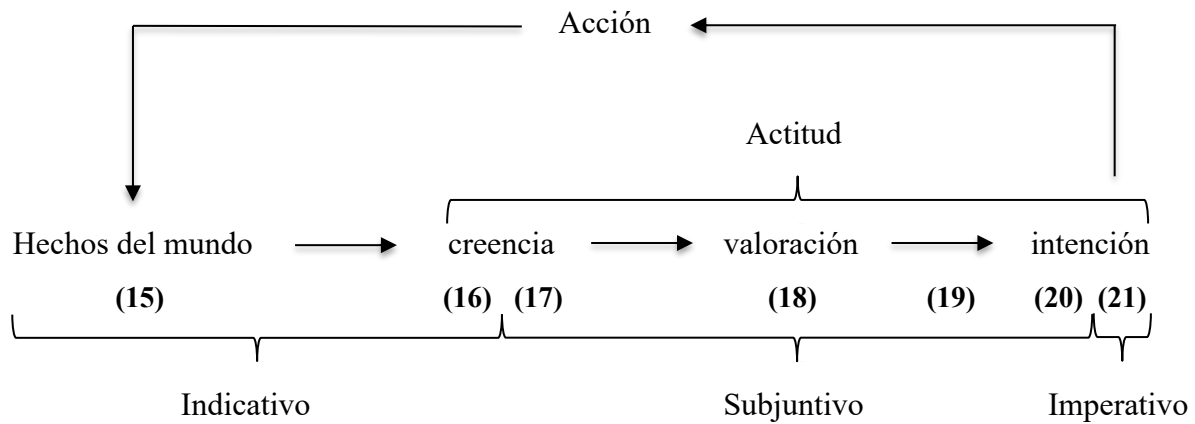 Acción
Actitud
Hechos del mundo creencia valoración intención
(15) (16) (17) (18) (19) (20) (21)
Indicativo Subjuntivo Imperativo